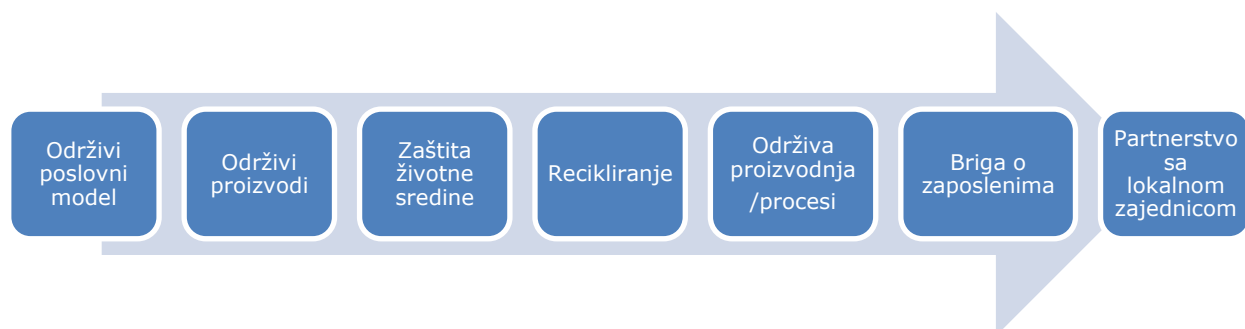 Održivi
poslovni
model
Održivi
proizvodi
Zaštita
životne
sredine
Recikliranje
Održiva
proizvodnja
/procesi
Briga o
zaposlenima
Partnerstvo
sa
lokalnom
zajednicom